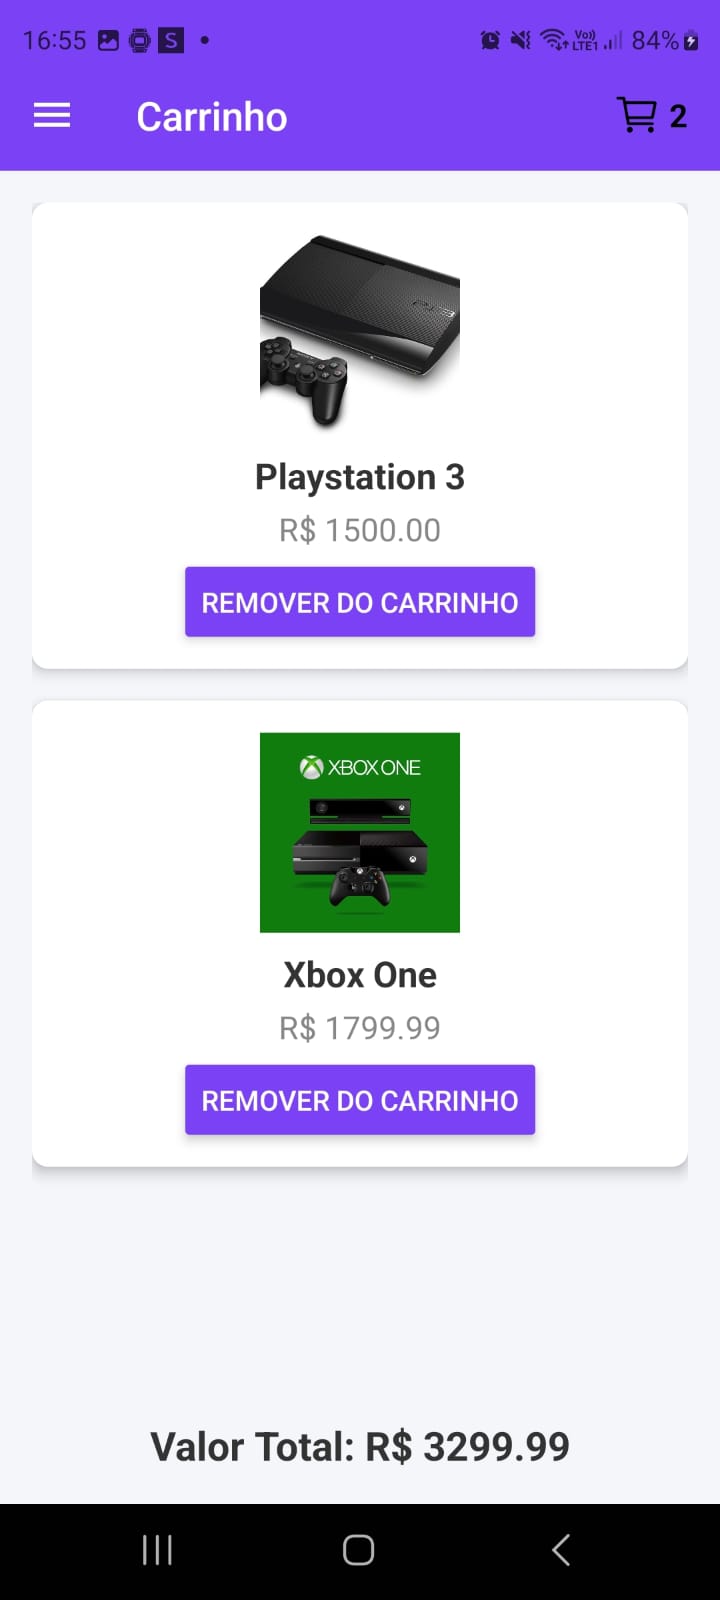 16:55 S 84%
Vo))
LTE1
Carrinho 2
PS3
Playstation 3
R$ 1500.00
REMOVER DO CARRINHO
XBOX ONE
Xbox One
R$ 1799.99
REMOVER DO CARRINHO
Valor Total: R$ 3299.99